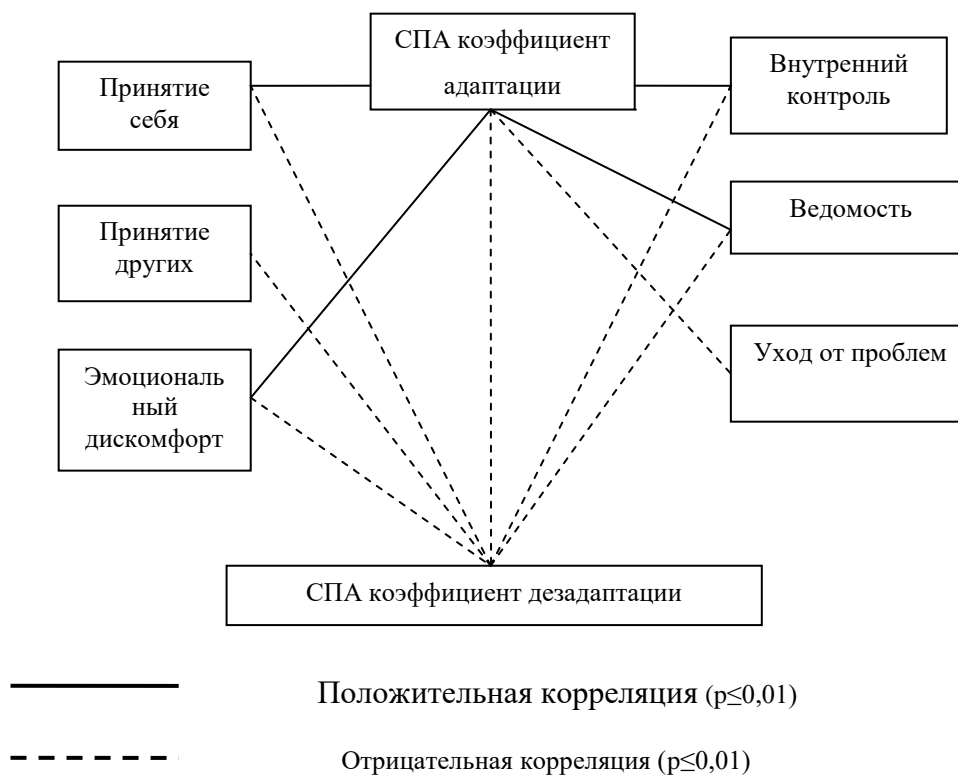 СПА коэффициент
адаптации
Принятие
себя
Внутренний
контроль
Принятие
других
Ведомость
Эмоциональ
ный
дискомфорт
Уход от проблем
СПА коэффициент дезадаптации
Положительная корреляция (p≤0,01)
Отрицательная корреляция (p≤0,01)